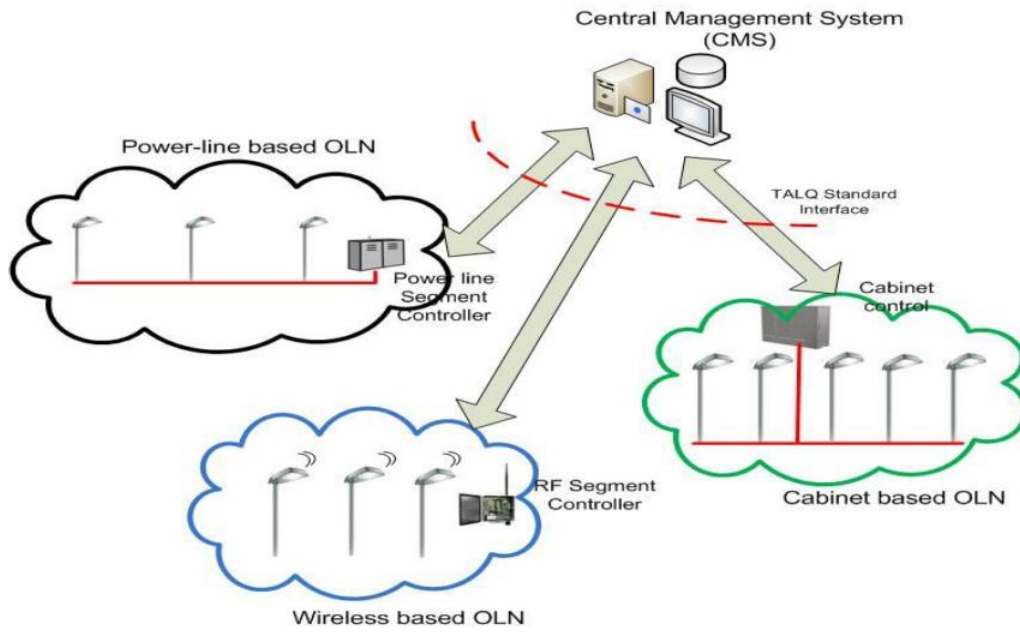 Central Management System
(CMS)
Power-line based OLN
TALQ Standard
Interface
Power line
Segment
Controller
Cabinet
control
RF Segment
Controller
Cabinet based OLN
Wireless based OLN